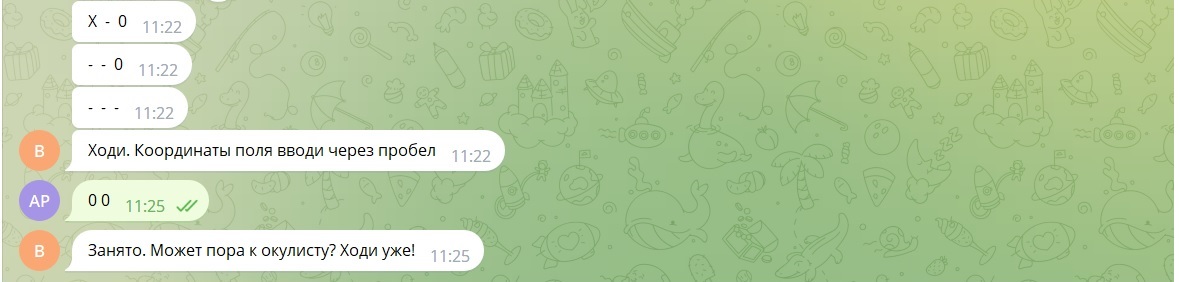 X - 0 11:22
- - 0 11:22
- - - 11:22
В Ходи. Координаты поля вводи через пробел 11:22
АР 0 0 11:25
В Занято. Может пора к окулисту? Ходи уже! 11:25